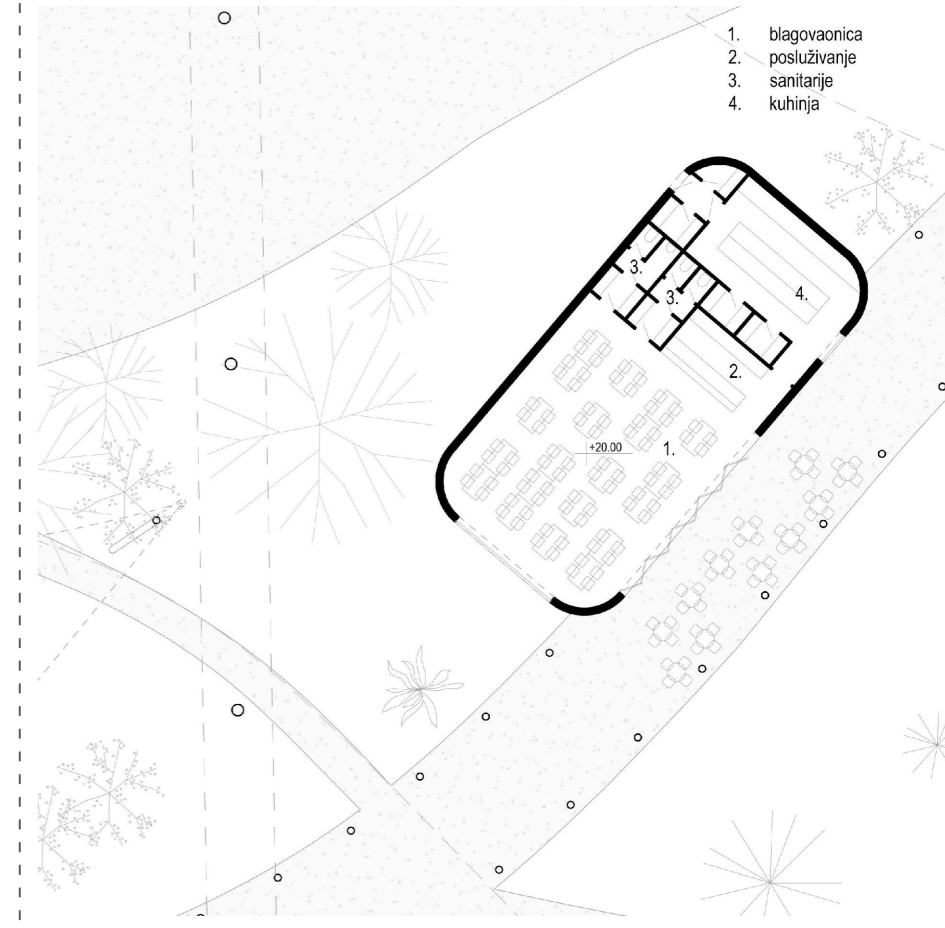 1. blagovaonica
2. posluživanje
3. sanitarije
4. kuhinja
3.
4.
3.
2.
+20.00
1.